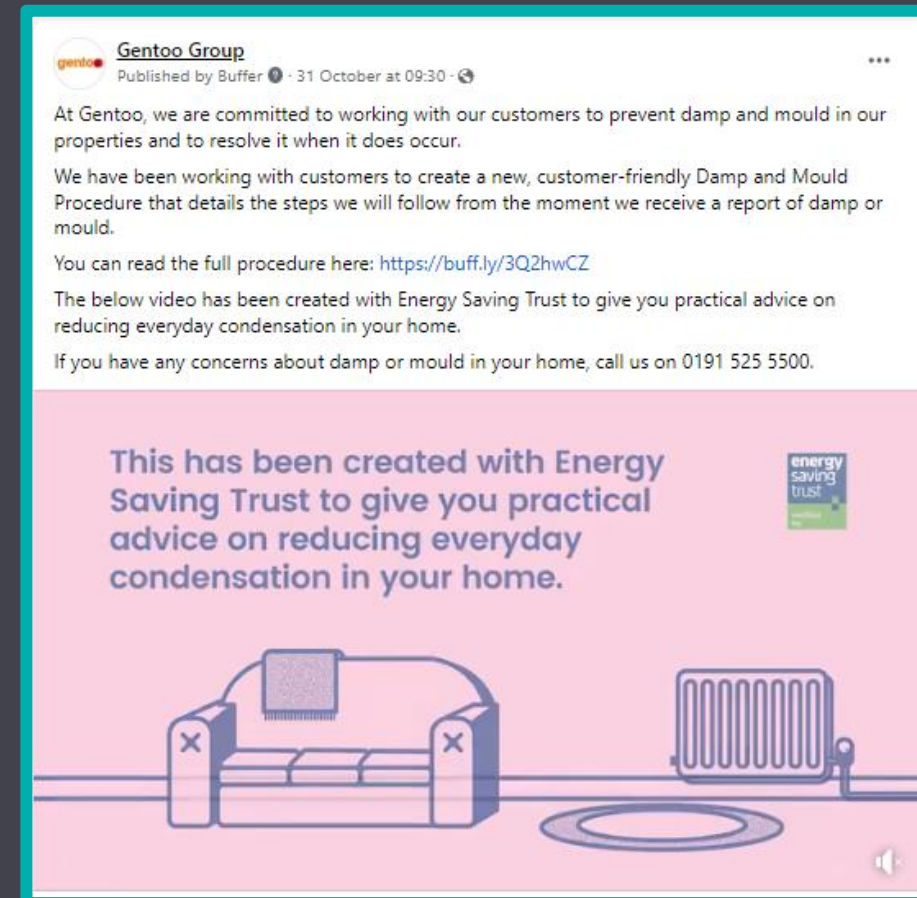 gentoo
Gentoo Group
Published by Buffer · 31 October at 09:30 ·
At Gentoo, we are committed to working with our customers to prevent damp and mould in our
properties and to resolve it when it does occur.
We have been working with customers to create a new, customer-friendly Damp and Mould
Procedure that details the steps we will follow from the moment we receive a report of damp or
mould.
You can read the full procedure here: https://buff.ly/3Q2hwCZ
The below video has been created with Energy Saving Trust to give you practical advice on
reducing everyday condensation in your home.
If you have any concerns about damp or mould in your home, call us on 0191 525 5500.
This has been created with Energy
Saving Trust to give you practical
advice on reducing everyday
condensation in your home.
energy
saving
trust